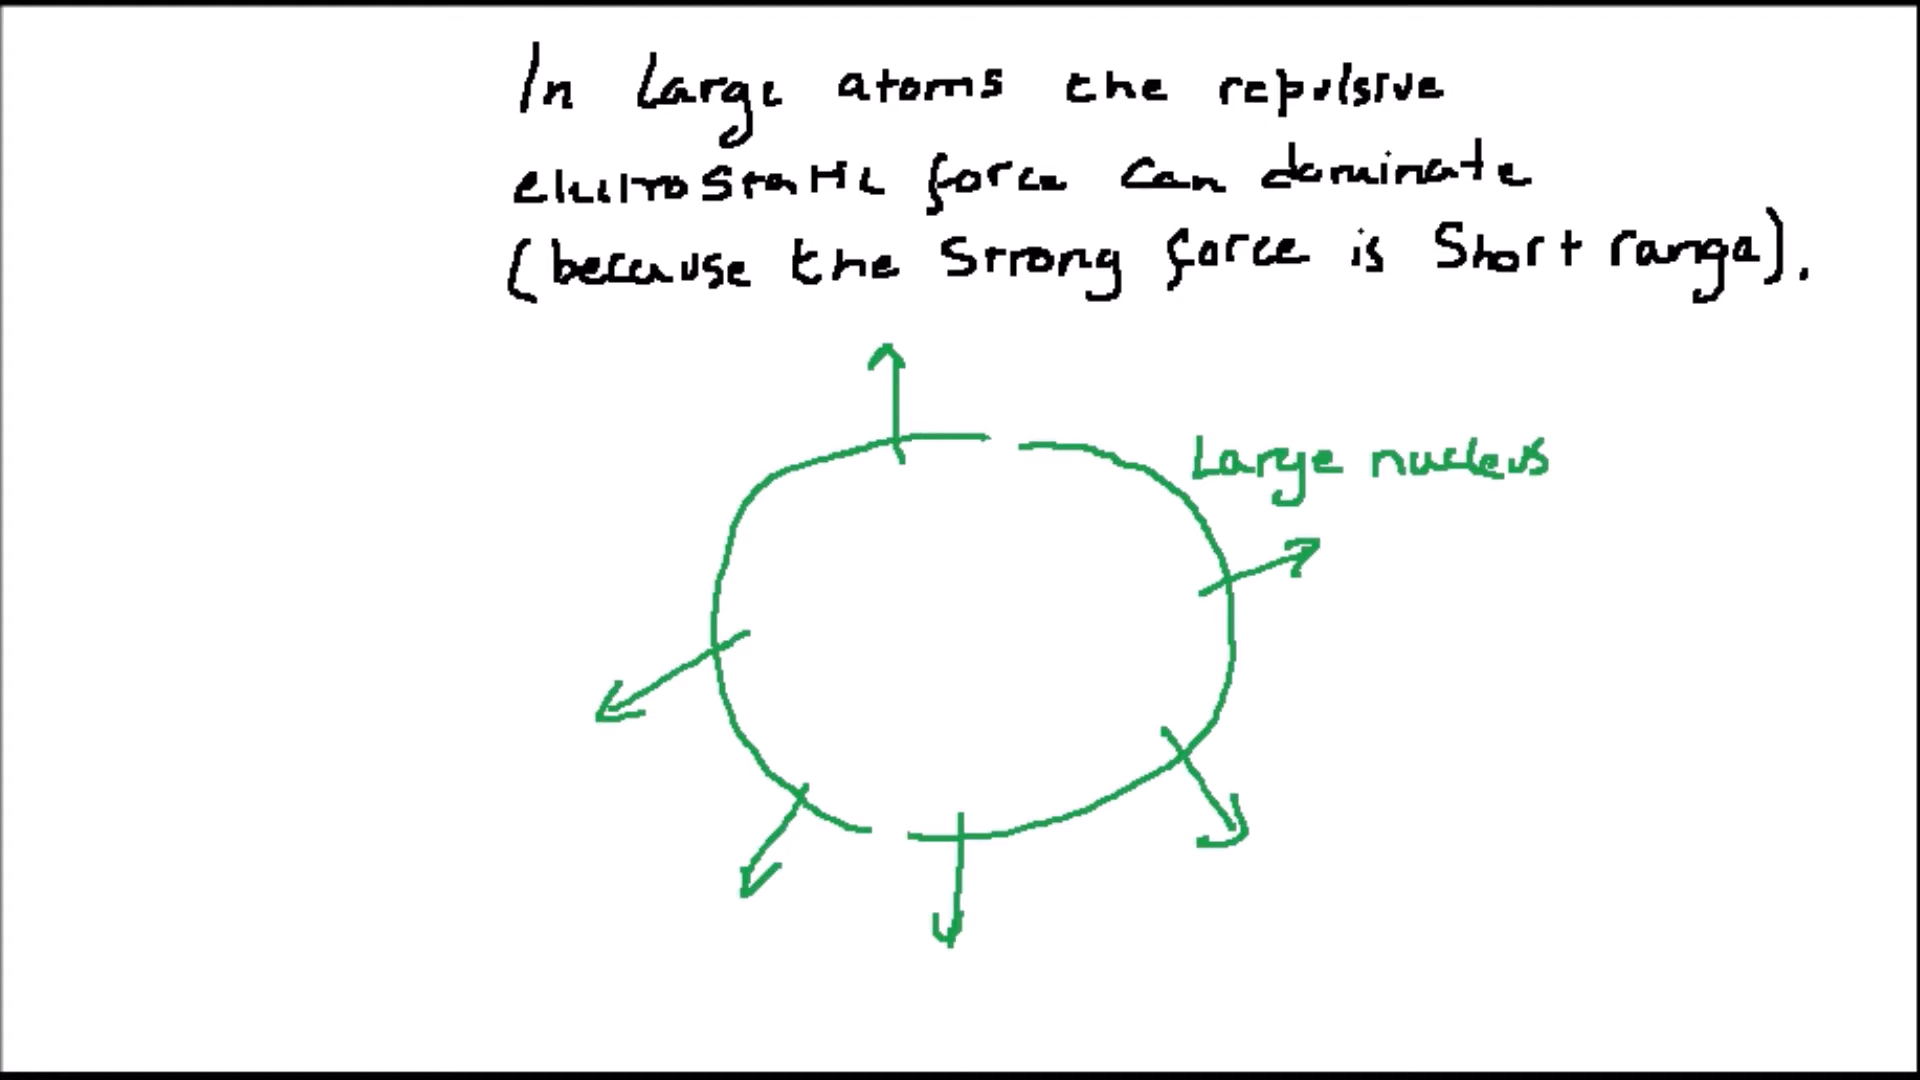 In Large atoms the repulsive
electrostatic force can dominate
(because the Strong force is Short range).
Large nucleus